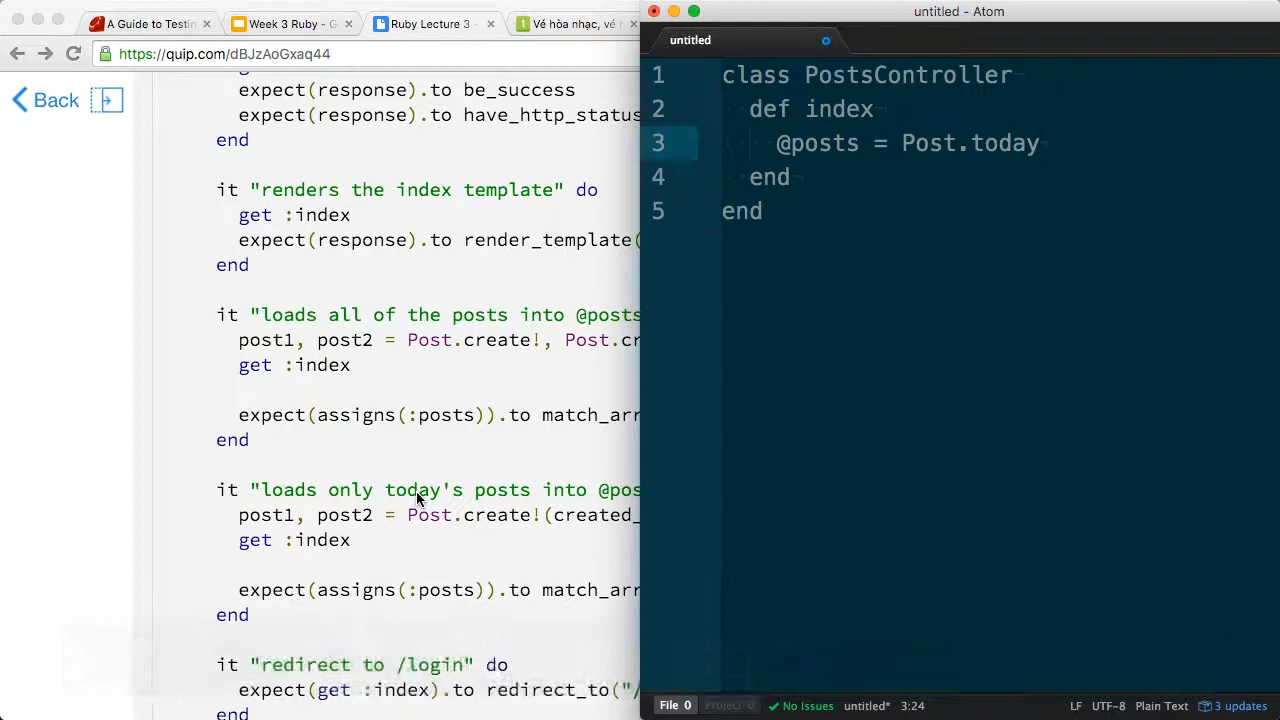 A Guide to Testin
Week 3 Ruby - G
Ruby Lecture 3 -
Vé hòa nhạc, vé
https://quip.com/dBJzAoGxaq44
Back
expect(response).to be_success
expect(response).to have_http_status
end
it "renders the index template" do
get :index
expect(response).to render_template(
end
it "loads all of the posts into @posts
post1, post2 = Post.create!, Post.cr
get :index
expect(assigns(:posts)).to match_arr
end
it "loads only today's posts into @pos
post1, post2 = Post.create!(created_
get :index
expect(assigns(:posts)).to match_arr
end
it "redirect to /login" do
expect(get :index).to redirect_to("/
end
untitled - Atom
untitled
1 class PostsController
2 def index
3 @posts = Post.today
4 end
5 end
File 0 Project 0 No Issues untitled* 3:24 LF UTF-8 Plain Text 3 updates